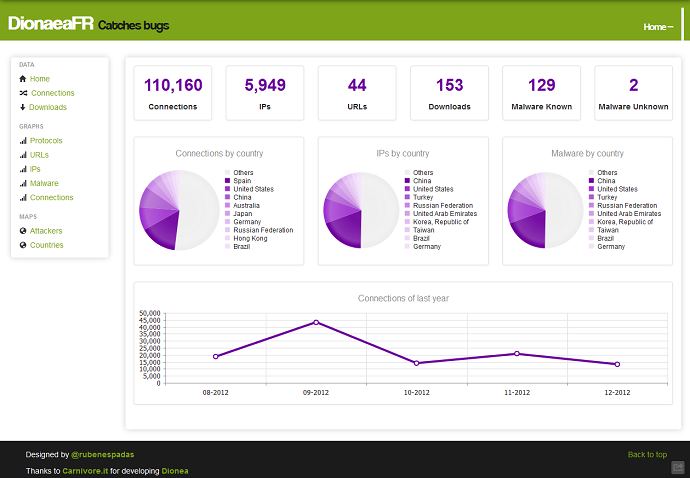 DionaeaFR Catches bugs
Home –
DATA
Home
Connections
Downloads
GRAPHS
Protocols
URLs
IPs
Malware
Connections
MAPS
Attackers
Countries
110,160
Connections
5,949
IPs
44
URLs
153
Downloads
129
Malware Known
2
Malware Unknown
Connections by country
Others
Spain
United States
China
Australia
Japan
Germany
Russian Federation
Hong Kong
Brazil
IPs by country
Others
China
United States
Turkey
Russian Federation
United Arab Emirates
Korea, Republic of
Taiwan
Brazil
Germany
Malware by country
Others
China
United States
Turkey
Russian Federation
United Arab Emirates
Korea, Republic of
Taiwan
Brazil
Germany
Connections of last year
50,000
45,000
40,000
35,000
30,000
25,000
20,000
15,000
10,000
5,000
0
08-2012 09-2012 10-2012 11-2012 12-2012
Designed by @rubenespadas
Back to top
Thanks to Carnivore.it for developing Dionea